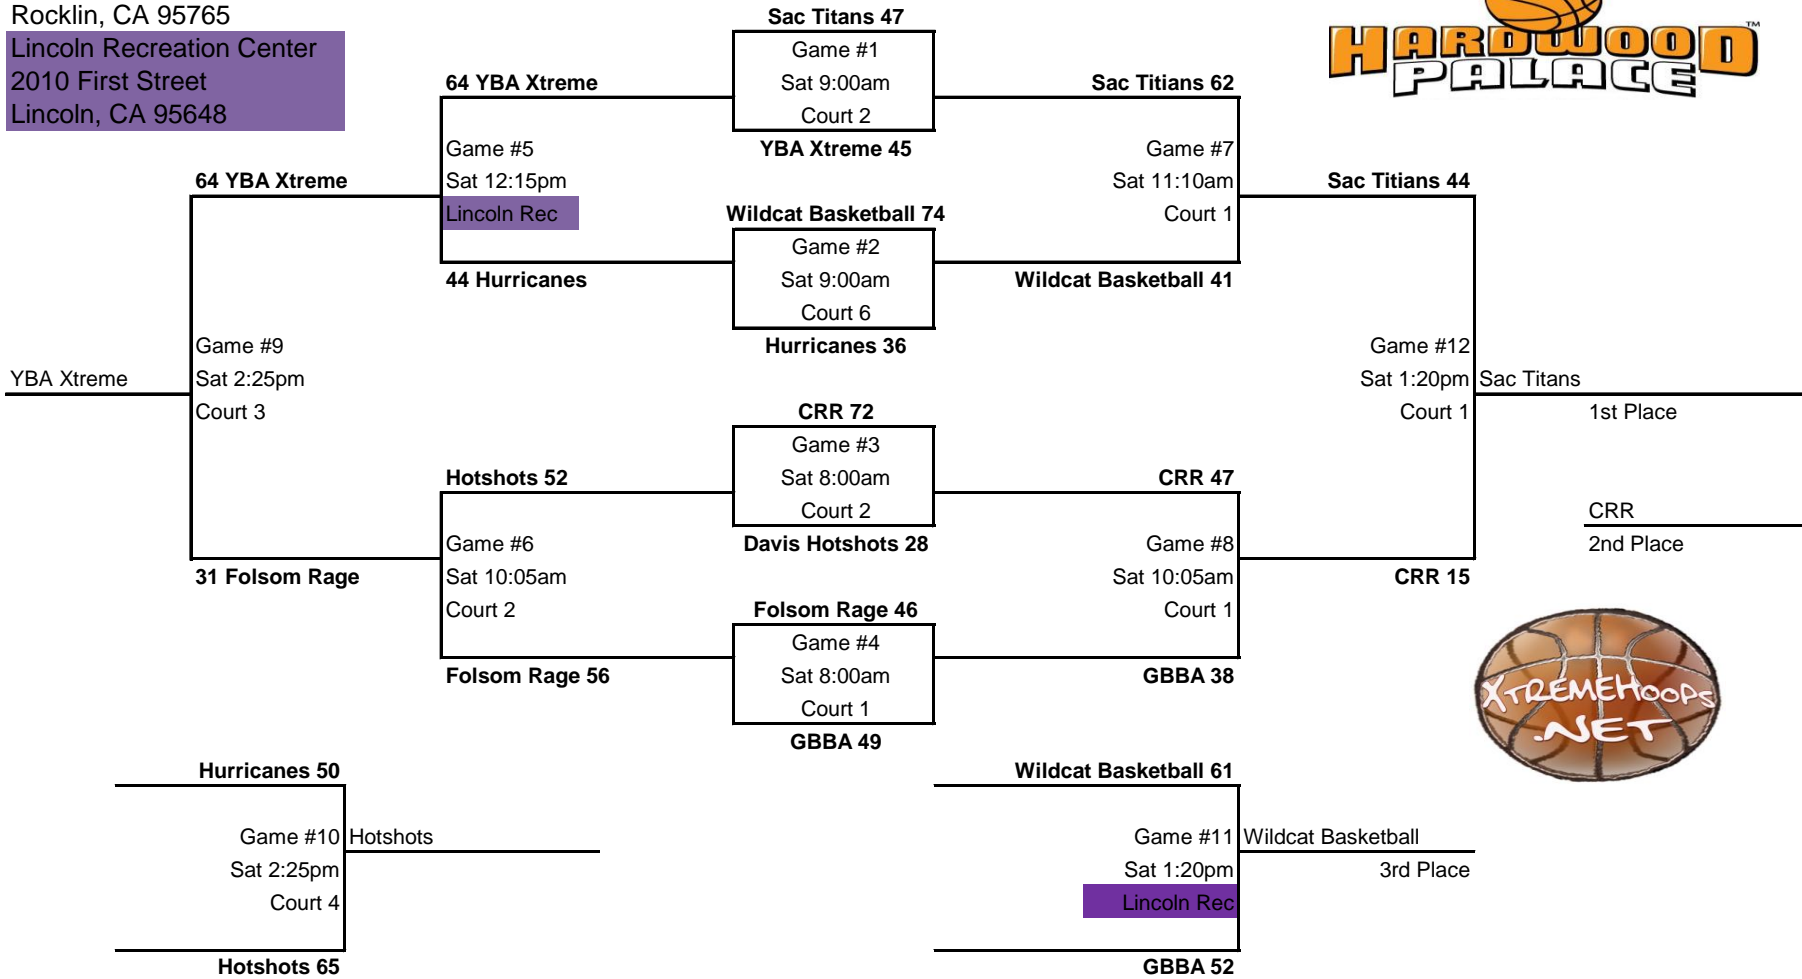 Rocklin, CA 95765
Lincoln Recreation Center
2010 First Street
Lincoln, CA 95648
HARDWOOD ™
PALACE
Sac Titans 47
Game #1
Sat 9:00am
Court 2
YBA Xtreme 45
64 YBA Xtreme
Game #5
Sat 12:15pm
Lincoln Rec
44 Hurricanes
Wildcat Basketball 74
Game #2
Sat 9:00am
Court 6
Hurricanes 36
Sac Titians 62
Game #7
Sat 11:10am
Court 1
Wildcat Basketball 41
64 YBA Xtreme
Game #9
Sat 2:25pm
Court 3
31 Folsom Rage
YBA Xtreme
Sac Titians 44
Game #12
Sat 1:20pm
Court 1
CRR 15
Sac Titans
1st Place
CRR
2nd Place
CRR 72
Game #3
Sat 8:00am
Court 2
Davis Hotshots 28
Hotshots 52
Game #6
Sat 10:05am
Court 2
Folsom Rage 56
Folsom Rage 46
Game #4
Sat 8:00am
Court 1
GBBA 49
CRR 47
Game #8
Sat 10:05am
Court 1
GBBA 38
XTREMEHOOPS
.NET
Hurricanes 50
Game #10
Sat 2:25pm
Court 4
Hotshots 65
Hotshots
Wildcat Basketball 61
Game #11
Sat 1:20pm
Lincoln Rec
GBBA 52
Wildcat Basketball
3rd Place